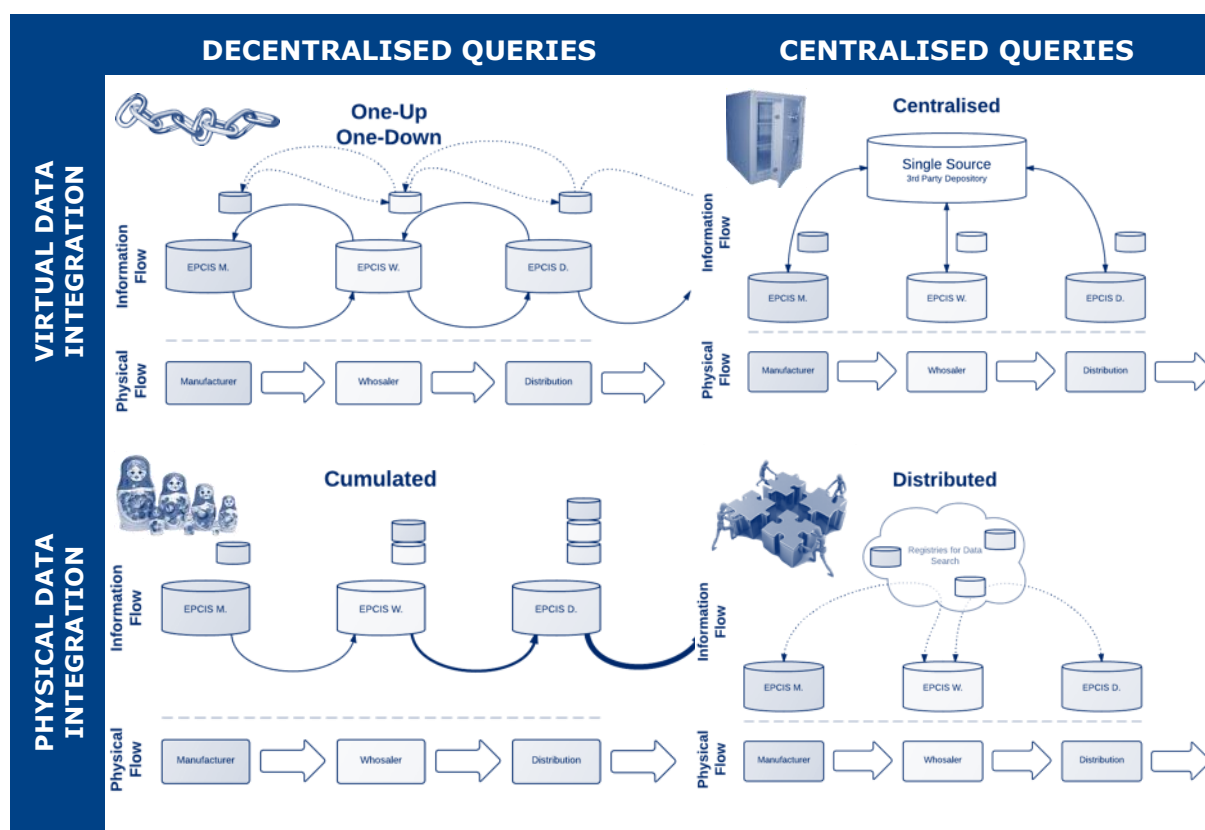 DECENTRALISED QUERIES
CENTRALISED QUERIES
VIRTUAL DATA
INTEGRATION
One-Up
One-Down
Information
Flow
EPCIS M.
EPCIS W.
EPCIS D.
Physical
Flow
Manufacturer
Whosaler
Distribution
Centralised
Single Source
3rd Party Depository
Information
Flow
EPCIS M.
EPCIS W.
EPCIS D.
Physical
Flow
Manufacturer
Whosaler
Distribution
PHYSICAL DATA
INTEGRATION
Cumulated
Information
Flow
EPCIS M.
EPCIS W.
EPCIS D.
Physical
Flow
Manufacturer
Whosaler
Distribution
Distributed
Registries for Data
Search
Information
Flow
EPCIS M.
EPCIS W.
EPCIS D.
Physical
Flow
Manufacturer
Whosaler
Distribution